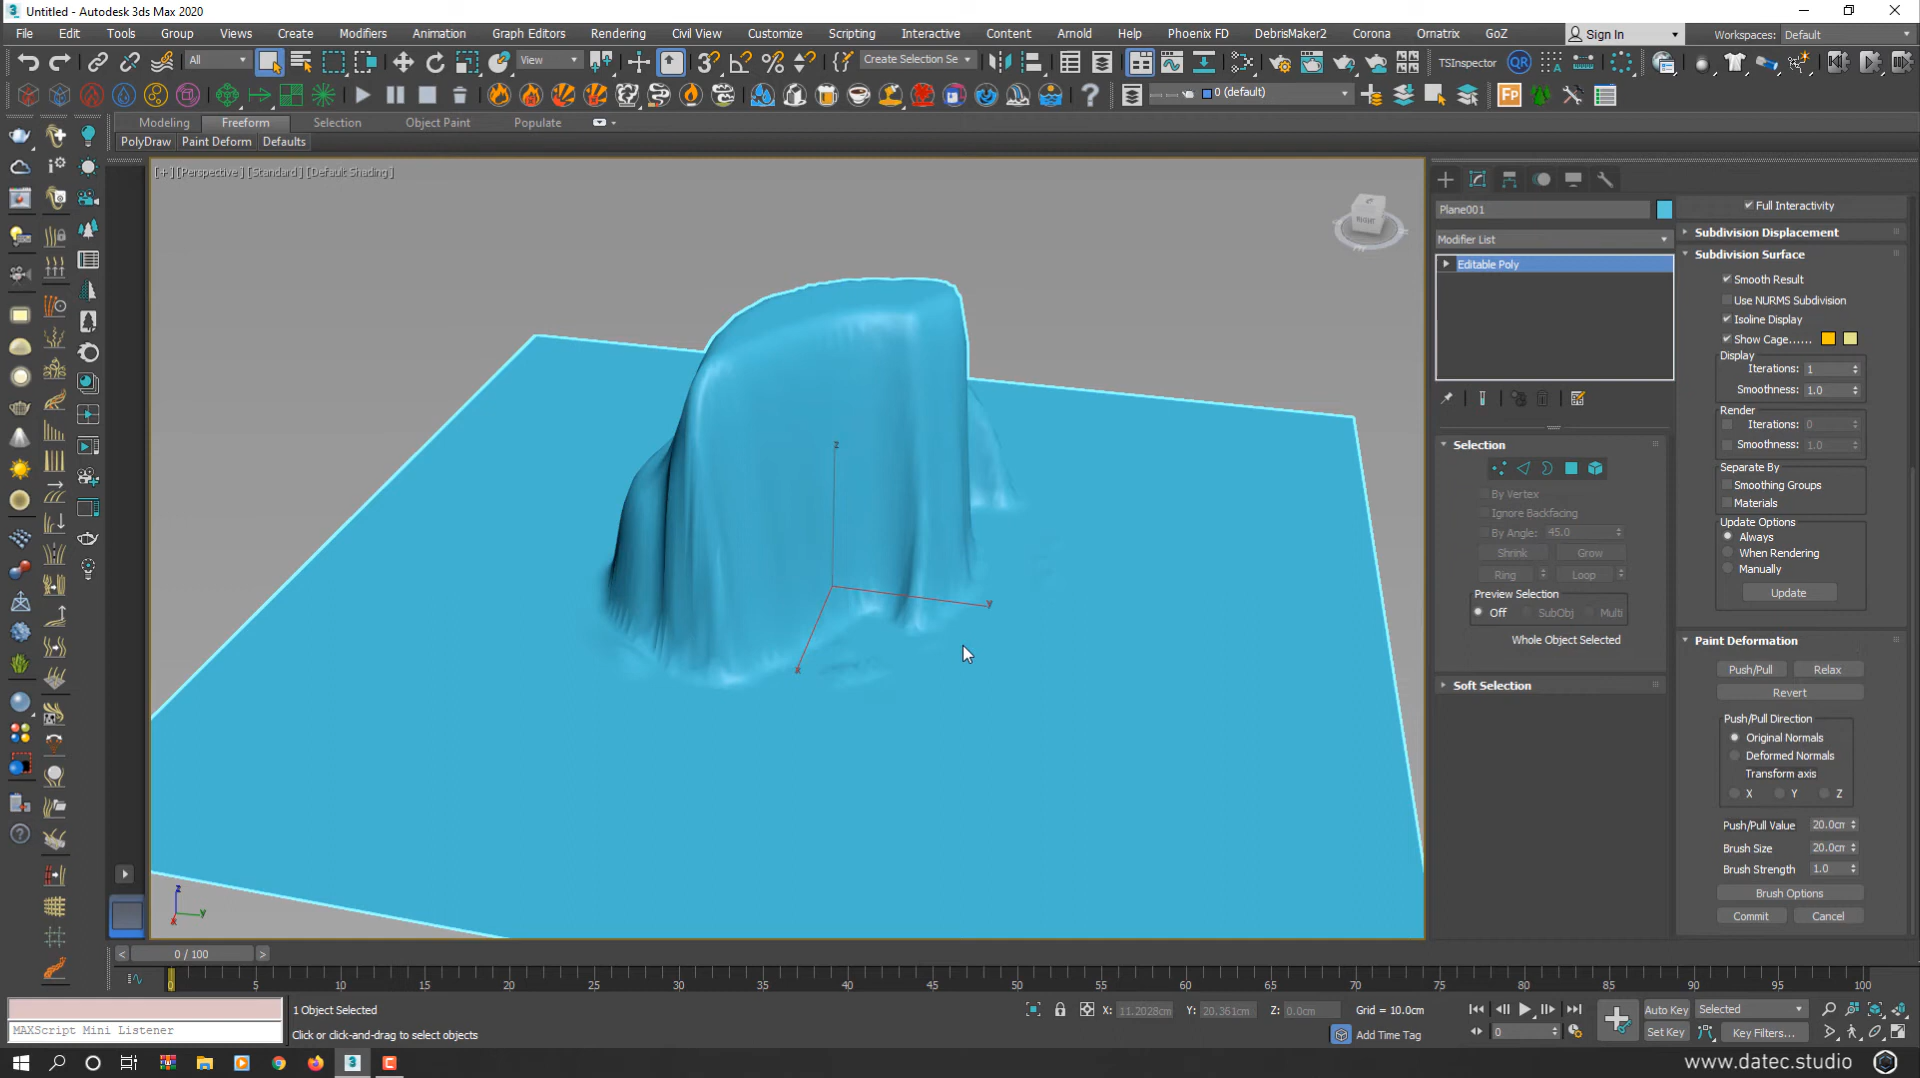 Untitled - Autodesk 3ds Max 2020
File Edit Tools Group Views Create Modifiers Animation Graph Editors Rendering Civil View Customize Scripting Interactive Content Arnold Help Phoenix FD DebrisMaker2 Corona Ornatrix GoZ Sign In Workspaces: Default
All View Create Selection Se TSInspector QR
0 (default) FP
Modeling Freeform Selection Object Paint Populate
PolyDraw Paint Deform Defaults
[+] [Perspective] [Standard] [Default Shading]
RIGHT
z
y
x
z
y
x
Plane001
Modifier List
Editable Poly
Selection
By Vertex
Ignore Backfacing
By Angle: 45.0
Shrink Grow
Ring Loop
Preview Selection
Off SubObj Multi
Whole Object Selected
Soft Selection
Full Interactivity
Subdivision Displacement
Subdivision Surface
Smooth Result
Use NURMS Subdivision
Isoline Display
Show Cage......
Display
Iterations: 1
Smoothness: 1.0
Render
Iterations: 0
Smoothness: 1.0
Separate By
Smoothing Groups
Materials
Update Options
Always
When Rendering
Manually
Update
Paint Deformation
Push/Pull Relax
Revert
Push/Pull Direction
Original Normals
Deformed Normals
Transform axis
X Y Z
Push/Pull Value 20.0cm
Brush Size 20.0cm
Brush Strength 1.0
Brush Options
Commit Cancel
< 0 / 100 >
0 5 10 15 20 25 30 35 40 45 50 55 60 65 70 75 80 85 90 95 100
1 Object Selected X: 11.2028cm Y: 20.361cm Z: 0.0cm Grid = 10.0cm Auto Key Selected
MAXScript Mini Listener Click or click-and-drag to select objects Add Time Tag 0 Set Key Key Filters...
3 www.datec.studio